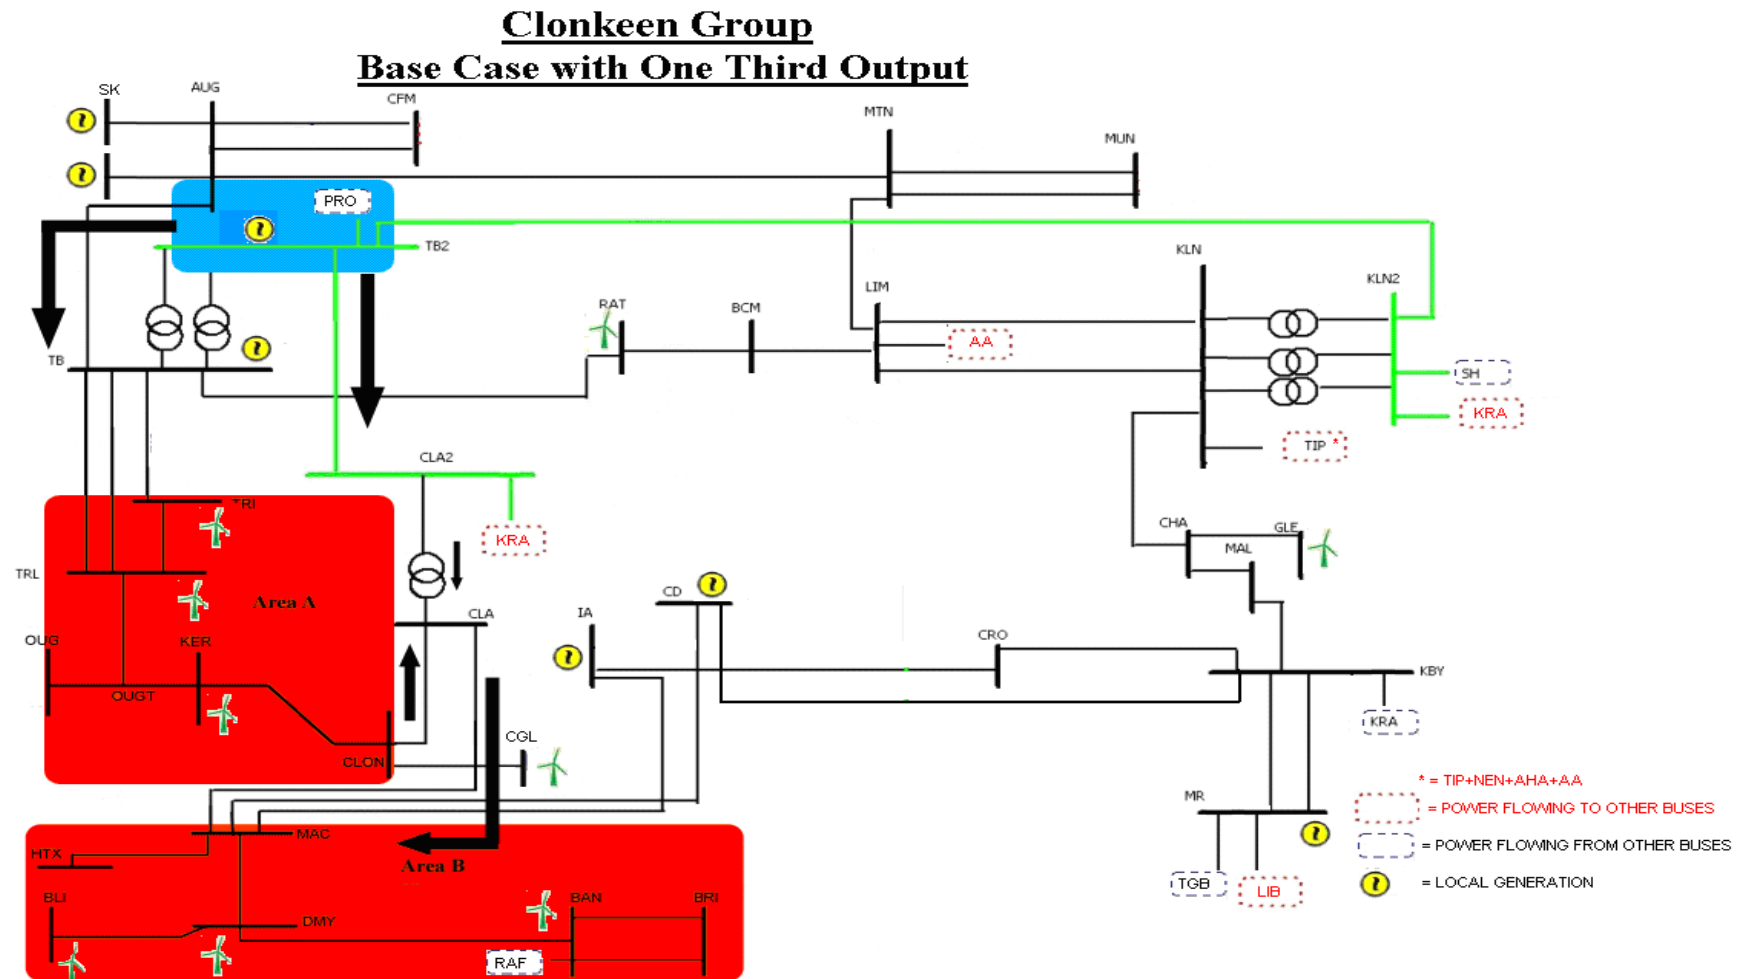 Clonkeen Group
Base Case with One Third Output
SK
AUG
CFM
MTN
MUN
PRO
TB2
KLN
KLN2
LIM
RAT
BCM
AA
TB
SH
KRA
TIP *
CLA2
TRI
KRA
CHA
GLE
MAL
TRL
Area A
CD
IA
CLA
CRO
OUG
KER
OUGT
KBY
KRA
CLON
CGL
* = TIP+NEN+AHA+AA
MR
= POWER FLOWING TO OTHER BUSES
MAC
= POWER FLOWING FROM OTHER BUSES
HTX
Area B
TGB
LIB
= LOCAL GENERATION
BLI
BAN
BRI
DMY
RAF